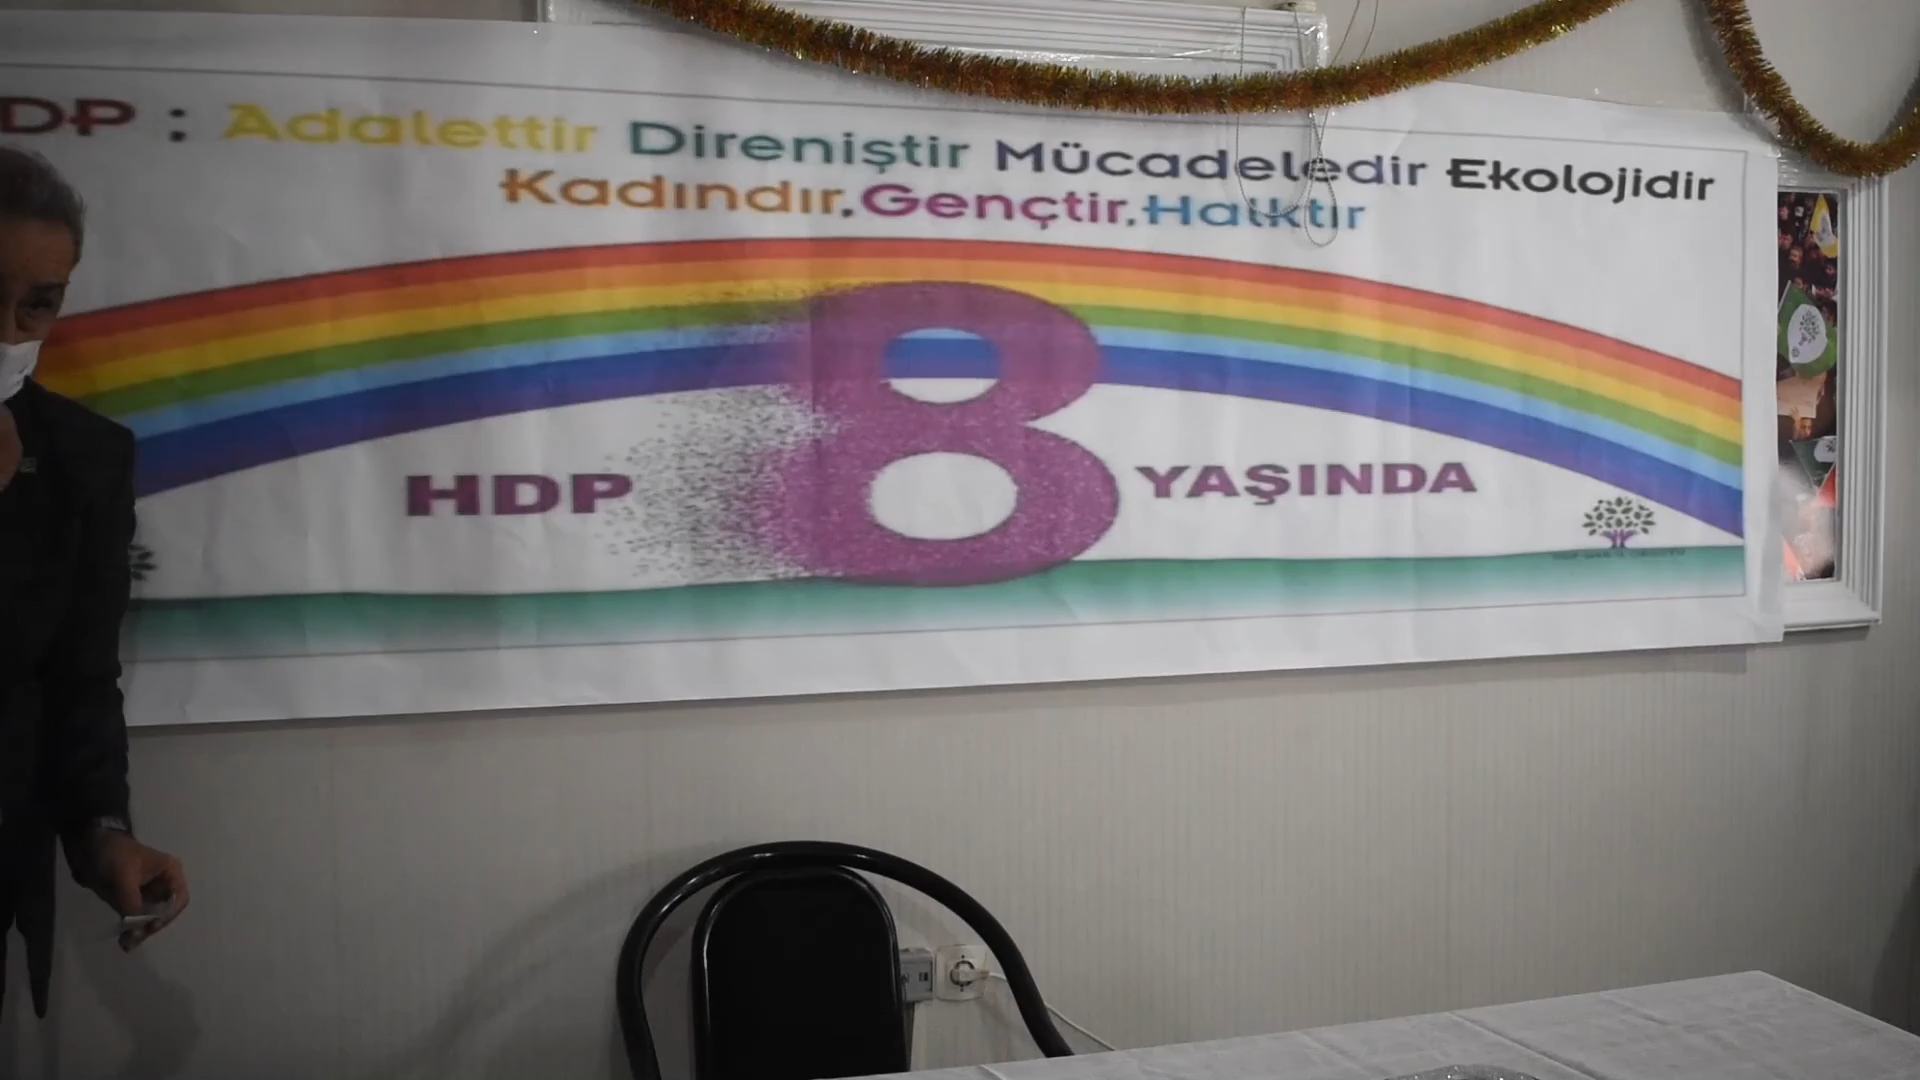 DP : Adalettir Direniştir Mücadeledir Ekolojidir
Kadındır.Gençtir.Halktır
HDP 8 YAŞINDA